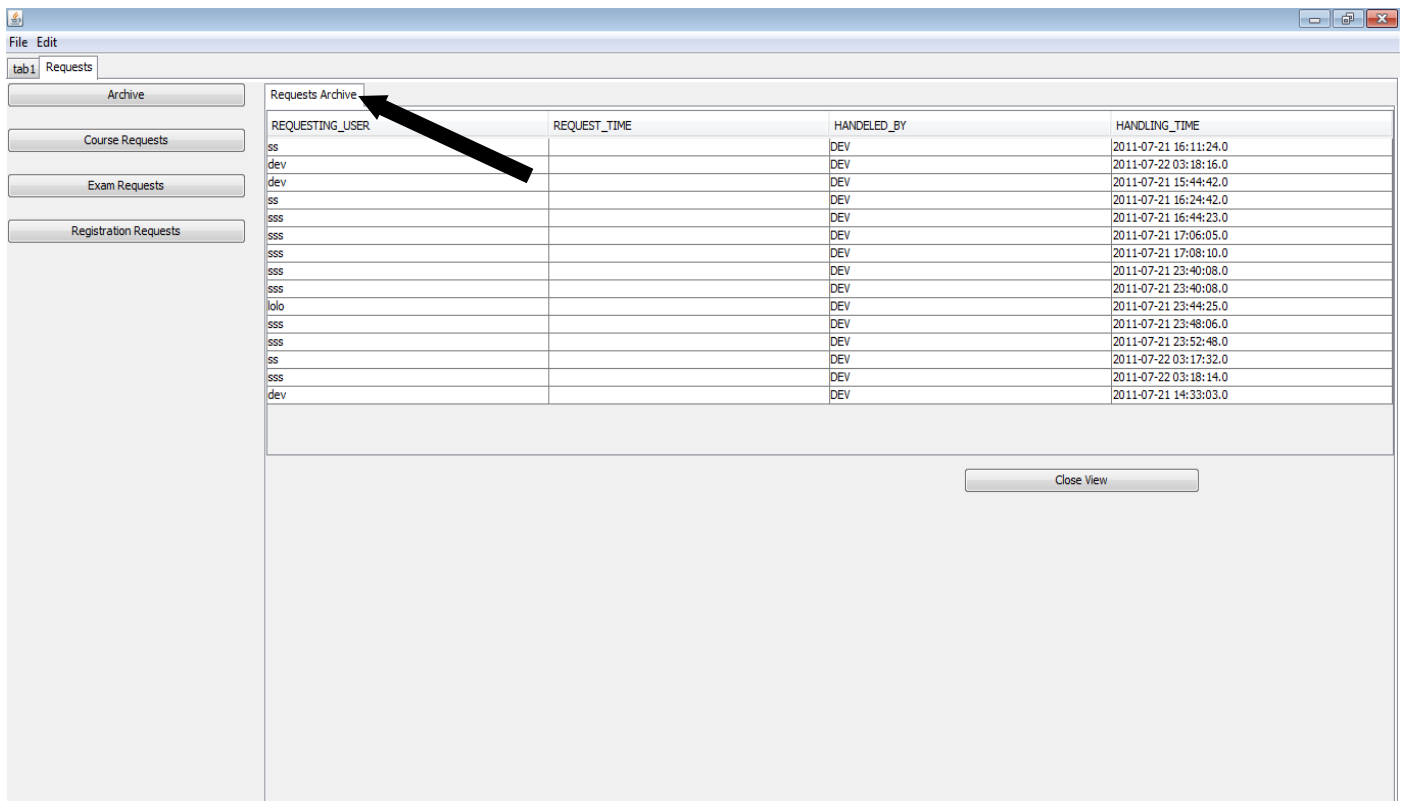 File Edit
tab1 Requests
Archive
Course Requests
Exam Requests
Registration Requests
Requests Archive
REQUESTING_USER REQUEST_TIME HANDELED_BY HANDLING_TIME
ss DEV 2011-07-21 16:11:24.0
dev DEV 2011-07-22 03:18:16.0
dev DEV 2011-07-21 15:44:42.0
ss DEV 2011-07-21 16:24:42.0
sss DEV 2011-07-21 16:44:23.0
sss DEV 2011-07-21 17:06:05.0
sss DEV 2011-07-21 17:08:10.0
sss DEV 2011-07-21 23:40:08.0
sss DEV 2011-07-21 23:40:08.0
lolo DEV 2011-07-21 23:44:25.0
sss DEV 2011-07-21 23:48:06.0
sss DEV 2011-07-21 23:52:48.0
ss DEV 2011-07-22 03:17:32.0
sss DEV 2011-07-22 03:18:14.0
dev DEV 2011-07-21 14:33:03.0
Close View